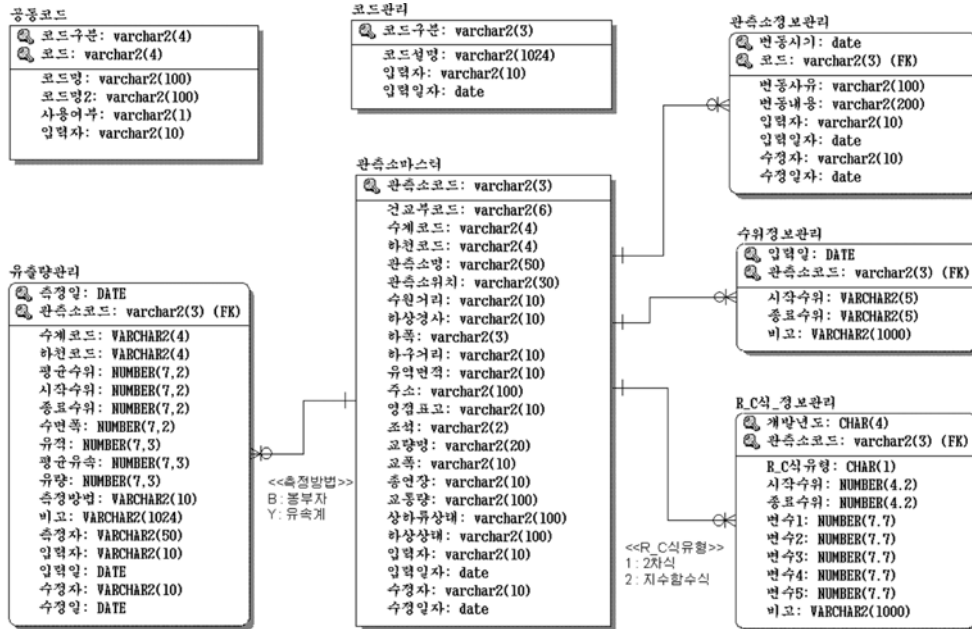 공통코드
코드구분: varchar2(4)
코드: varchar2(4)
코드명: varchar2(100)
코드명2: varchar2(100)
사용여부: varchar2(1)
입력자: varchar2(10)
코드관리
코드구분: varchar2(3)
코드설명: varchar2(1024)
입력자: varchar2(10)
입력일자: date
관측소정보관리
변동시기: date
코드: varchar2(3) (FK)
변동사유: varchar2(100)
변동내용: varchar2(200)
입력자: varchar2(10)
입력일자: date
수정자: varchar2(10)
수정일자: date
관측소마스터
관측소코드: varchar2(3)
건교부코드: varchar2(6)
수계코드: varchar2(4)
하천코드: varchar2(4)
관측소명: varchar2(50)
관측소위치: varchar2(30)
수원거리: varchar2(10)
하상경사: varchar2(10)
하폭: varchar2(3)
하구거리: varchar2(10)
유역면적: varchar2(10)
주소: varchar2(100)
영점표고: varchar2(10)
조석: varchar2(2)
교량명: varchar2(20)
교폭: varchar2(10)
총연장: varchar2(10)
교통량: varchar2(100)
상하류상태: varchar2(100)
하상상태: varchar2(100)
입력자: varchar2(10)
입력일자: date
수정자: varchar2(10)
수정일자: date
수위정보관리
입력일: DATE
관측소코드: varchar2(3) (FK)
시작수위: VARCHAR2(5)
종료수위: VARCHAR2(5)
비고: VARCHAR2(1000)
유출량관리
측정일: DATE
관측소코드: varchar2(3) (FK)
수계코드: VARCHAR2(4)
하천코드: VARCHAR2(4)
평균수위: NUMBER(7,2)
시작수위: NUMBER(7,2)
종료수위: NUMBER(7,2)
수면폭: NUMBER(7,2)
유적: NUMBER(7,3)
평균유속: NUMBER(7,3)
유량: NUMBER(7,3)
측정방법: VARCHAR2(10)
비고: VARCHAR2(1024)
측정자: VARCHAR2(50)
입력자: VARCHAR2(10)
입력일: DATE
수정자: VARCHAR2(10)
수정일: DATE
<<측정방법>>
B : 봉부자
Y : 유속계
R_C식_정보관리
개발년도: CHAR(4)
관측소코드: varchar2(3) (FK)
R_C식유형: CHAR(1)
시작수위: NUMBER(4.2)
종료수위: NUMBER(4.2)
변수1: NUMBER(7.7)
변수2: NUMBER(7.7)
변수3: NUMBER(7.7)
변수4: NUMBER(7.7)
변수5: NUMBER(7.7)
비고: VARCHAR2(1000)
<<R_C식유형>>
1 : 2차식
2 : 지수함수식